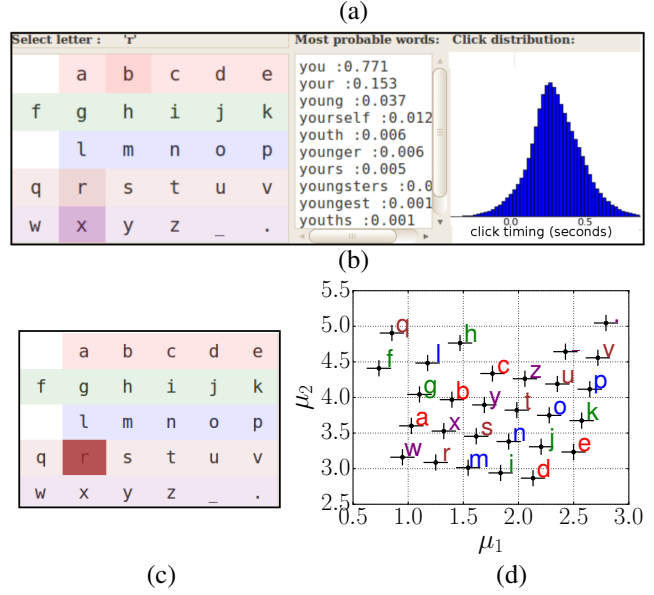 (a)
Select letter : 'r'
Most probable words:
Click distribution:
a b c d e
f g h i j k
l m n o p
q r s t u v
w x y z _ .
you :0.771
your :0.153
young :0.037
yourself :0.012
youth :0.006
younger :0.006
yours :0.005
youngsters :0.0
youngest :0.001
youths :0.001
0.0 0.5
click timing (seconds)
(b)
a b c d e
f g h i j k
l m n o p
q r s t u v
w x y z _ .
(c)
5.5
5.0
4.5
4.0
3.5
3.0
2.5
μ2
q h . v
f l _ p
c z u
g b y t o k
a x s n j e
w r m i d
0.5 1.0 1.5 2.0 2.5 3.0
μ1
(d)